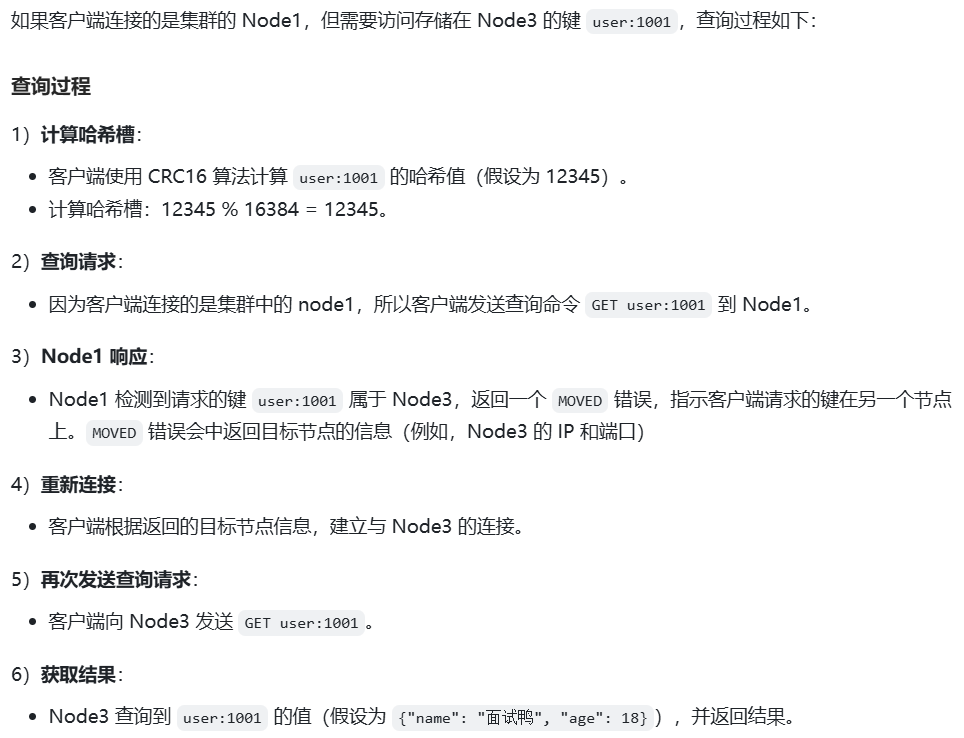 如果客户端连接的是集群的 Node1，但需要访问存储在 Node3 的键 user:1001，查询过程如下：
查询过程
1）计算哈希槽：
• 客户端使用 CRC16 算法计算 user:1001 的哈希值（假设为 12345）。
• 计算哈希槽：12345 % 16384 = 12345。
2）查询请求：
• 因为客户端连接的是集群中的 node1，所以客户端发送查询命令 GET user:1001 到 Node1。
3）Node1 响应：
• Node1 检测到请求的键 user:1001 属于 Node3，返回一个 MOVED 错误，指示客户端请求的键在另一个节点
上。MOVED 错误会中返回目标节点的信息（例如，Node3 的 IP 和端口）
4）重新连接：
• 客户端根据返回的目标节点信息，建立与 Node3 的连接。
5）再次发送查询请求：
• 客户端向 Node3 发送 GET user:1001。
6）获取结果：
• Node3 查询到 user:1001 的值（假设为 {"name": "面试鸭", "age": 18}），并返回结果。